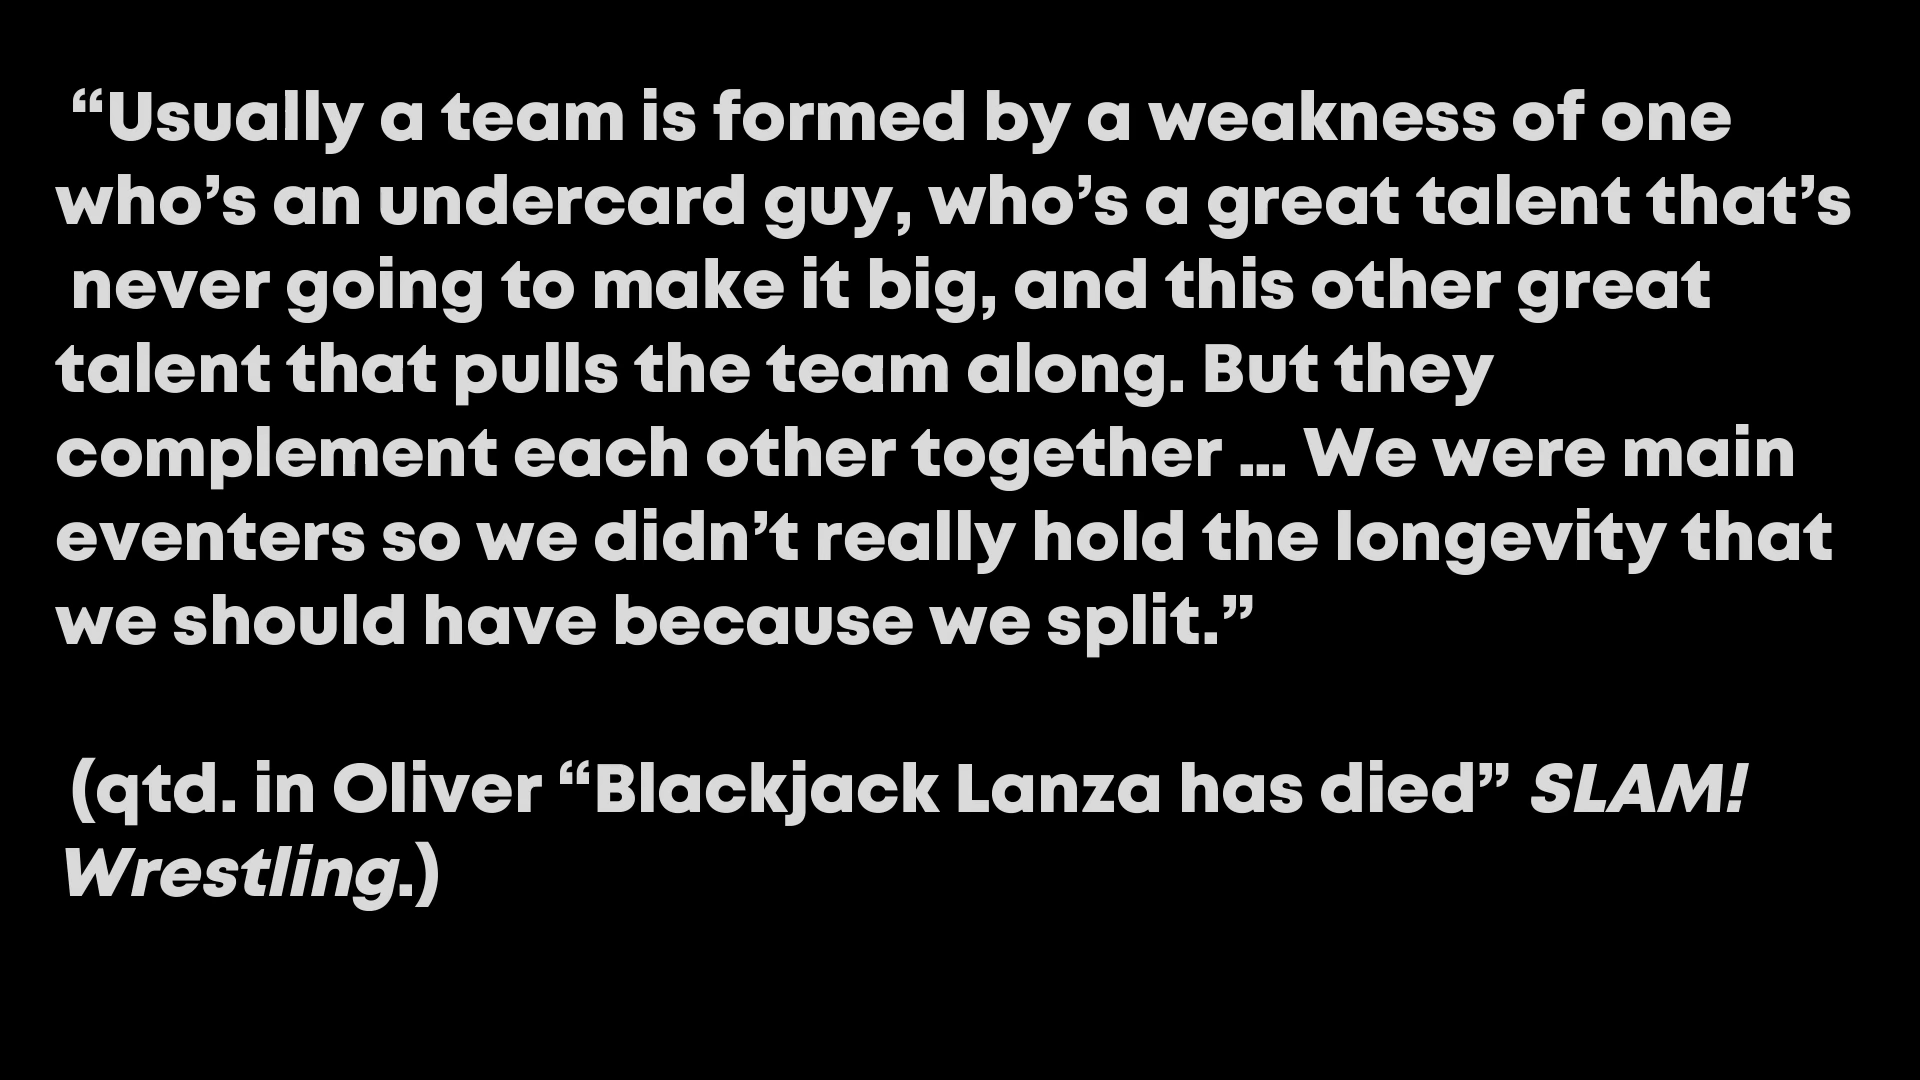 “Usually a team is formed by a weakness of one
who’s an undercard guy, who’s a great talent that’s
never going to make it big, and this other great
talent that pulls the team along. But they
complement each other together … We were main
eventers so we didn’t really hold the longevity that
we should have because we split.”
(qtd. in Oliver “Blackjack Lanza has died” SLAM!
Wrestling.)